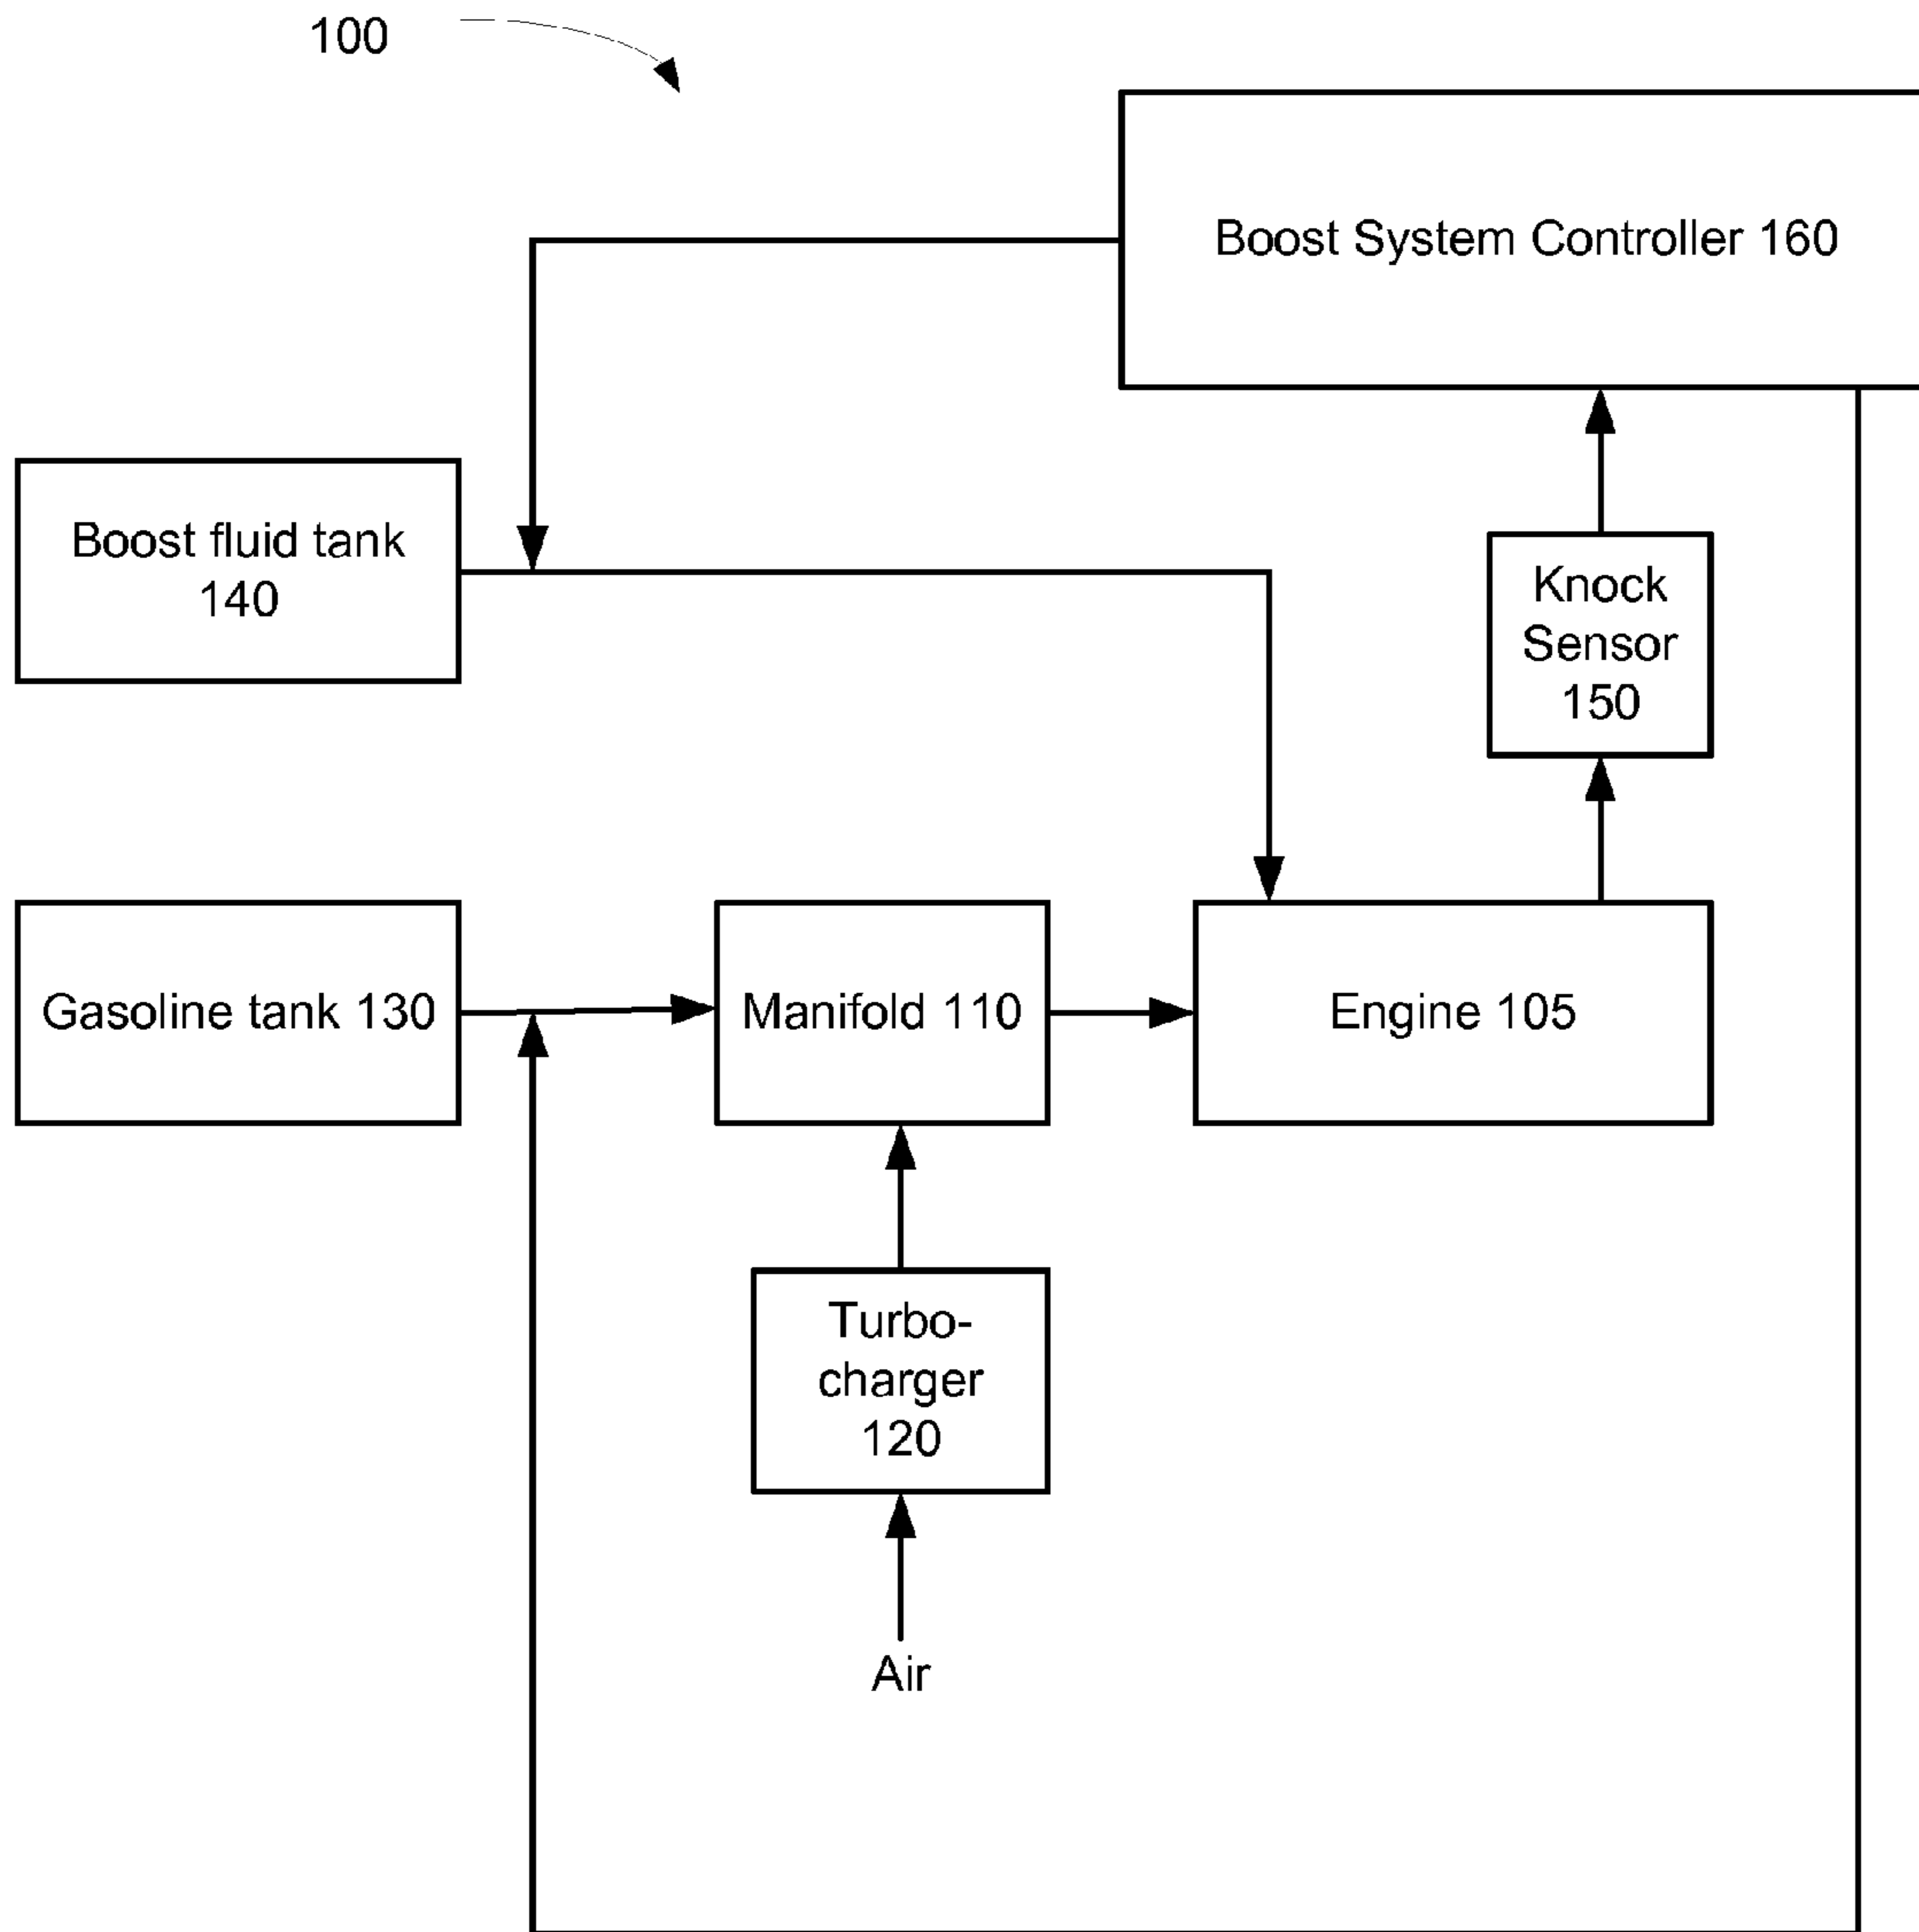 100
Boost System Controller 160
Boost fluid tank
140
Knock
Sensor
150
Gasoline tank 130
Manifold 110
Engine 105
Turbo-
charger
120
Air